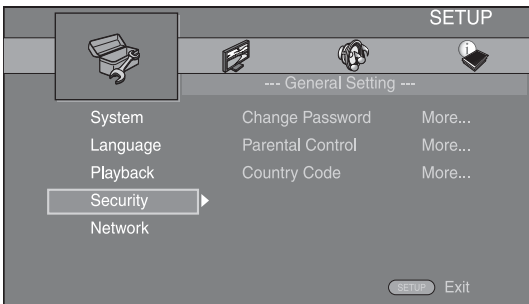 SETUP
--- General Setting ---
System Change Password More...
Language Parental Control More...
Playback Country Code More...
Security
Network
SETUP Exit